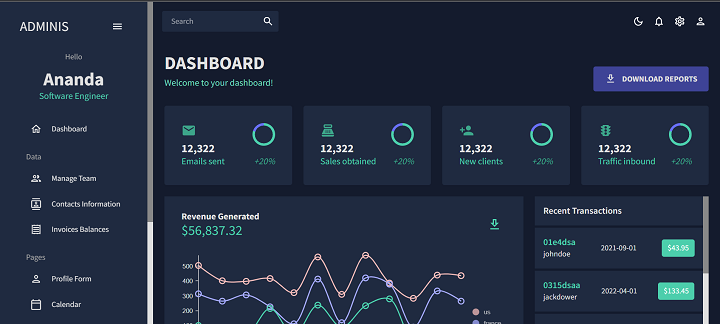 ADMINIS
Hello
Ananda
Software Engineer
Dashboard
Data
Manage Team
Contacts Information
Invoices Balances
Pages
Profile Form
Calendar
Search
DASHBOARD
Welcome to your dashboard!
DOWNLOAD REPORTS
12,322
Emails sent +20%
12,322
Sales obtained +20%
12,322
New clients +20%
12,322
Traffic inbound +20%
Revenue Generated
$56,837.32
500
400
300
200
100
us
france
Recent Transactions
01e4dsa
johndoe
2021-09-01
$43.95
0315dsaa
jackdower
2022-04-01
$133.45